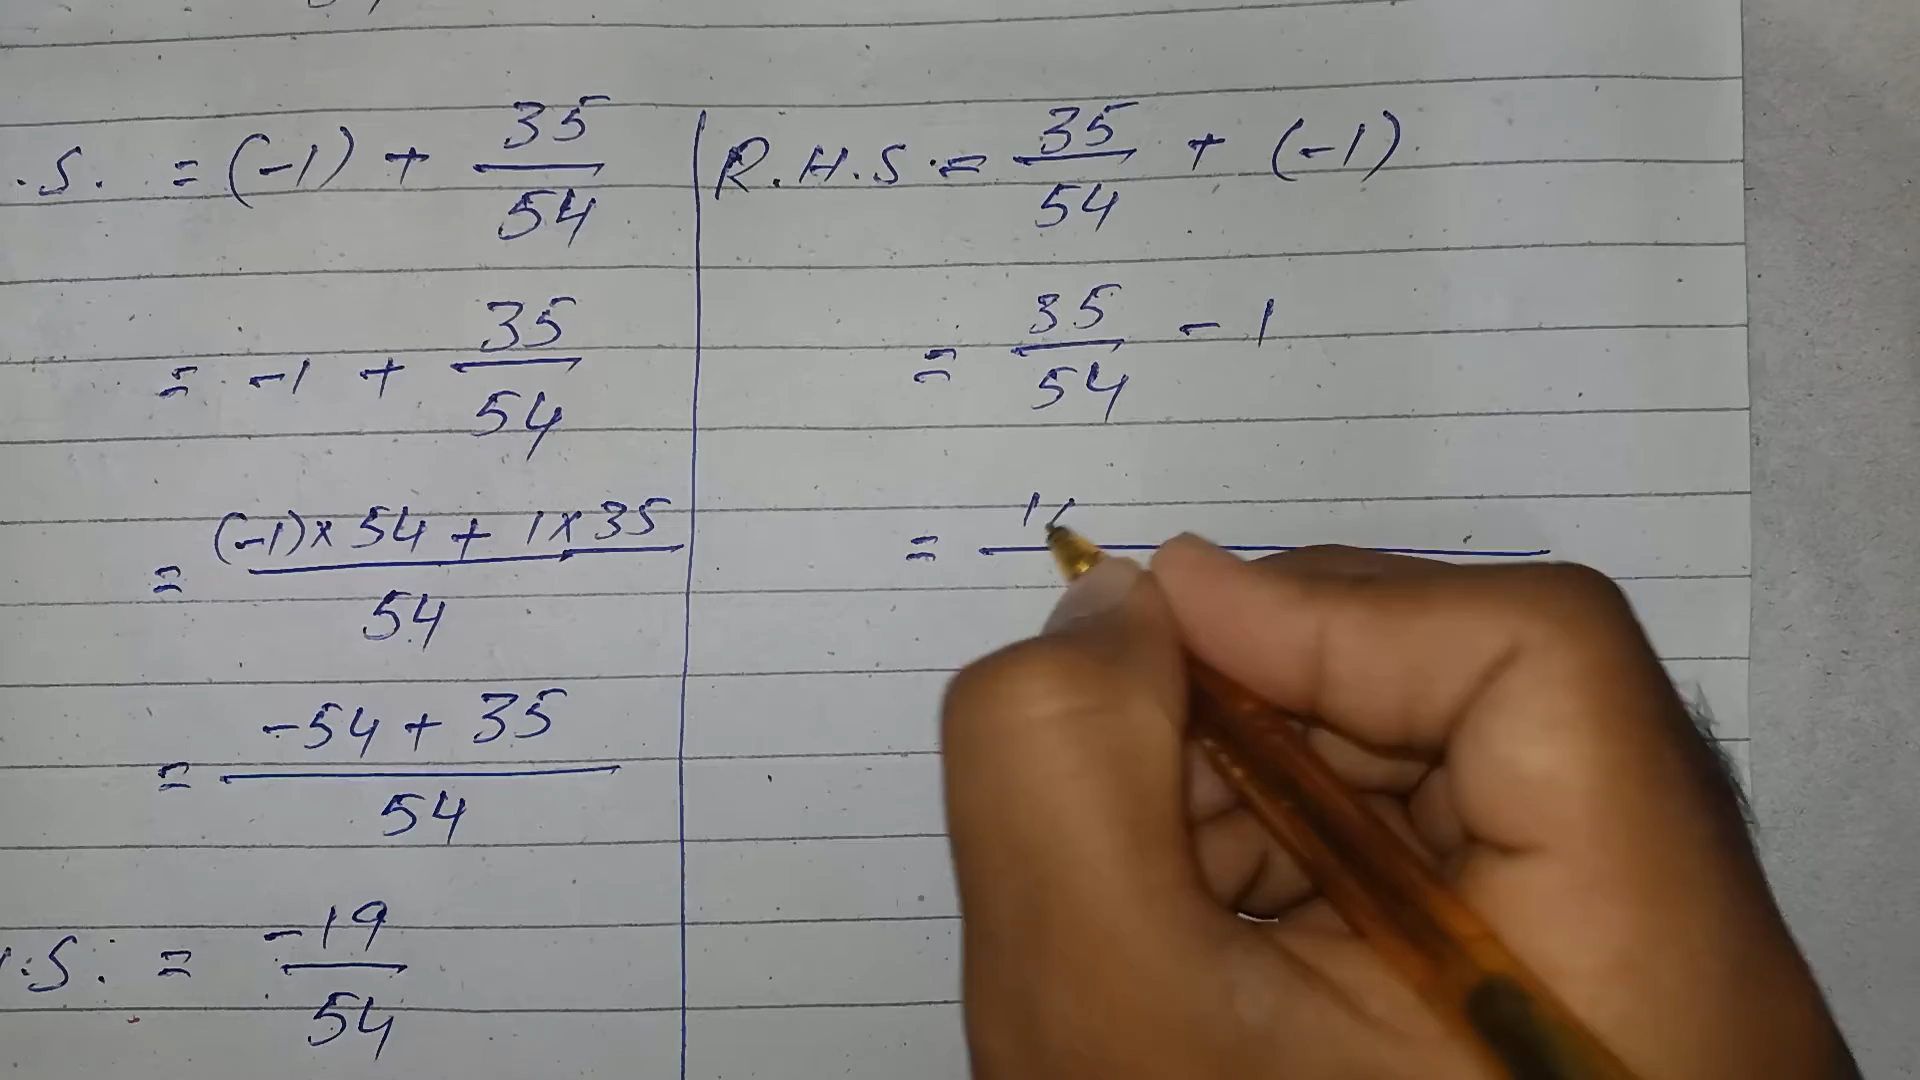 .S. = (-1) + 35/54
= -1 + 35/54
= (-1)×54 + 1×35 / 54
= -54 + 35 / 54
.S. = -19/54
R.H.S. = 35/54 + (-1)
= 35/54 - 1
= 1